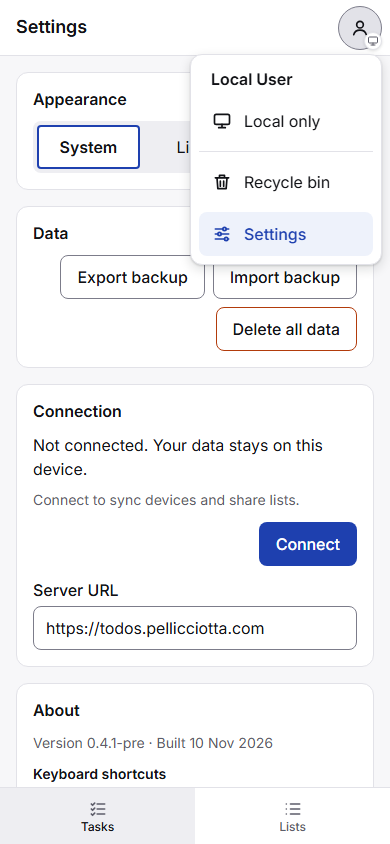 Settings
Local User
Local only
Recycle bin
Settings
Appearance
System
Li
Data
Export backup
Import backup
Delete all data
Connection
Not connected. Your data stays on this
device.
Connect to sync devices and share lists.
Connect
Server URL
https://todos.pellicciotta.com
About
Version 0.4.1-pre · Built 10 Nov 2026
Keyboard shortcuts
Tasks
Lists